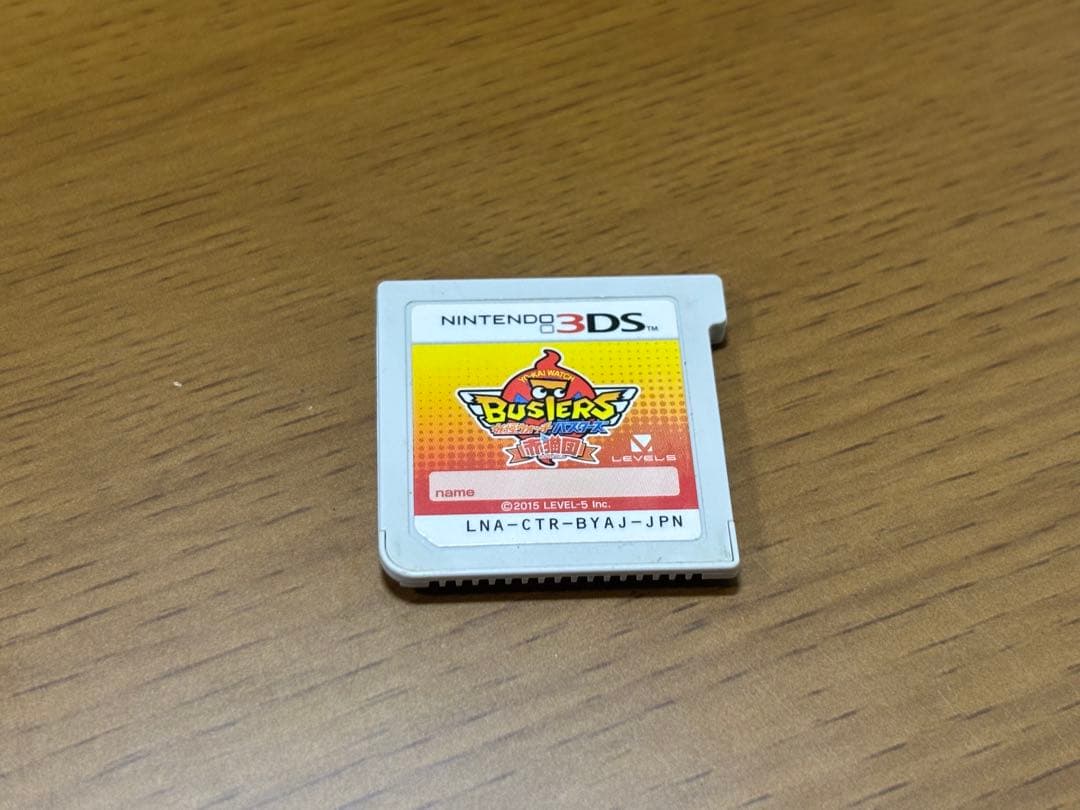 NINTENDO 3DS™
YO-KAI WATCH
BUSTERS
妖怪ウォッチバスターズ
赤猫団
LEVEL5
name
©2015 LEVEL-5 Inc.
LNA-CTR-BYAJ-JPN